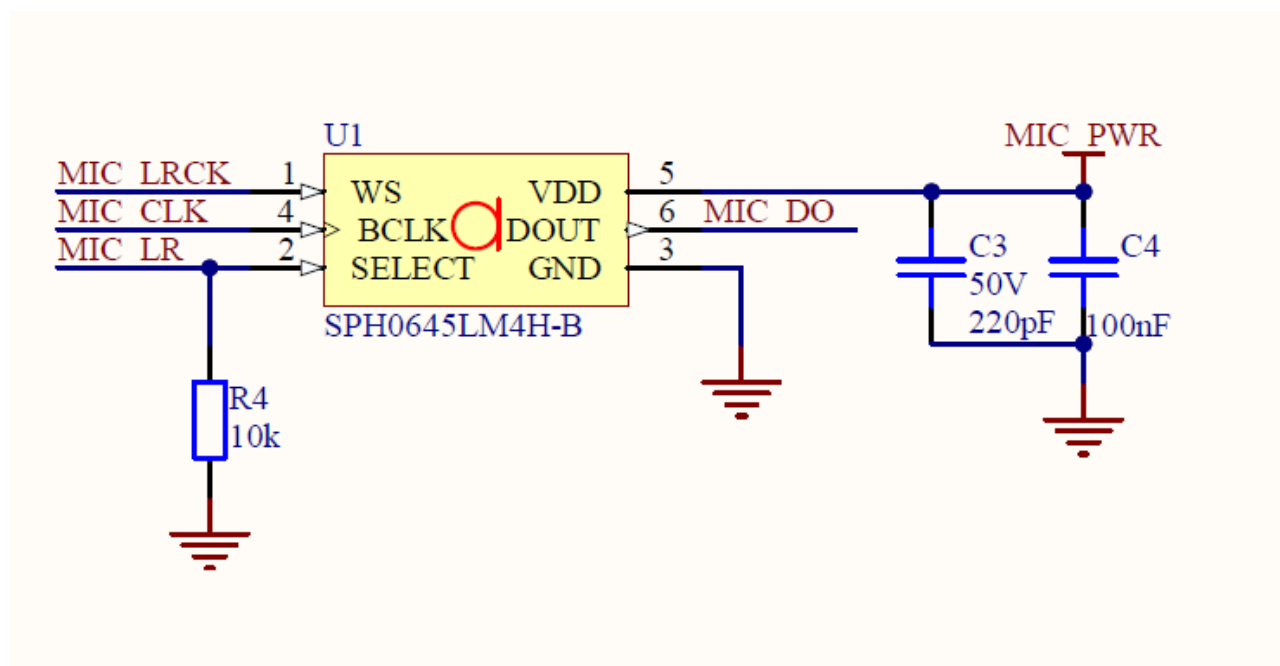 U1
MIC_PWR
MIC_LRCK
1
WS
VDD
5
MIC_CLK
4
BCLK
DOUT
6
MIC_DO
MIC_LR
2
SELECT
GND
3
SPH0645LM4H-B
C3
50V
220pF
C4
100nF
R4
10k